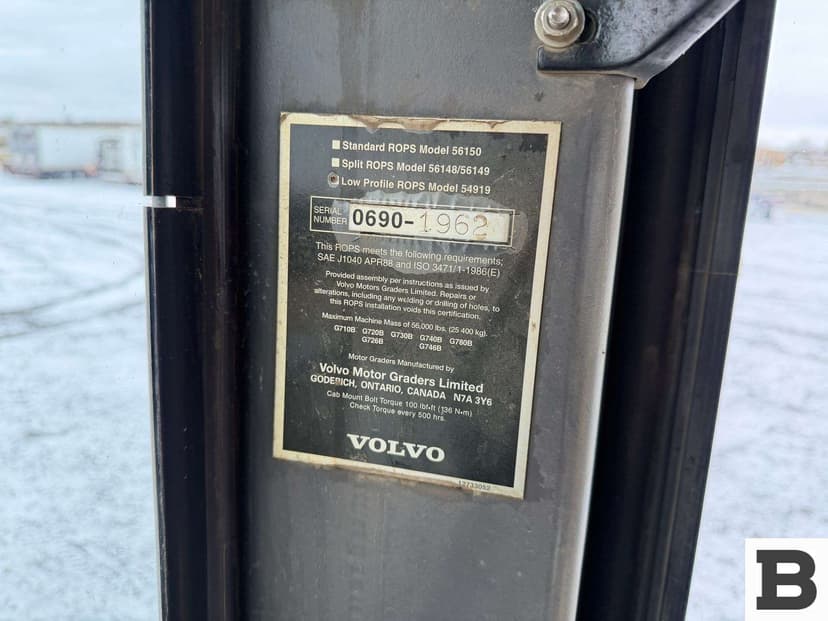 Standard ROPS Model 56150
Split ROPS Model 56148/56149
Low Profile ROPS Model 54919
SERIAL
NUMBER
0690-1962
This ROPS meets the following requirements;
SAE J1040 APR88 and ISO 3471/1-1986(E)
Provided assembly per instructions as issued by
Volvo Motors Graders Limited. Repairs or
alterations, including any welding or drilling of holes, to
this ROPS installation voids this certification.
Maximum Machine Mass of 56,000 lbs. (25 400 kg).
G710B G720B G730B G740B G780B
G726B G746B
Motor Graders Manufactured by
Volvo Motor Graders Limited
GODERICH, ONTARIO, CANADA N7A 3Y6
Cab Mount Bolt Torque 100 lbf•ft (136 N•m)
Check Torque every 500 hrs.
VOLVO
12733052
B